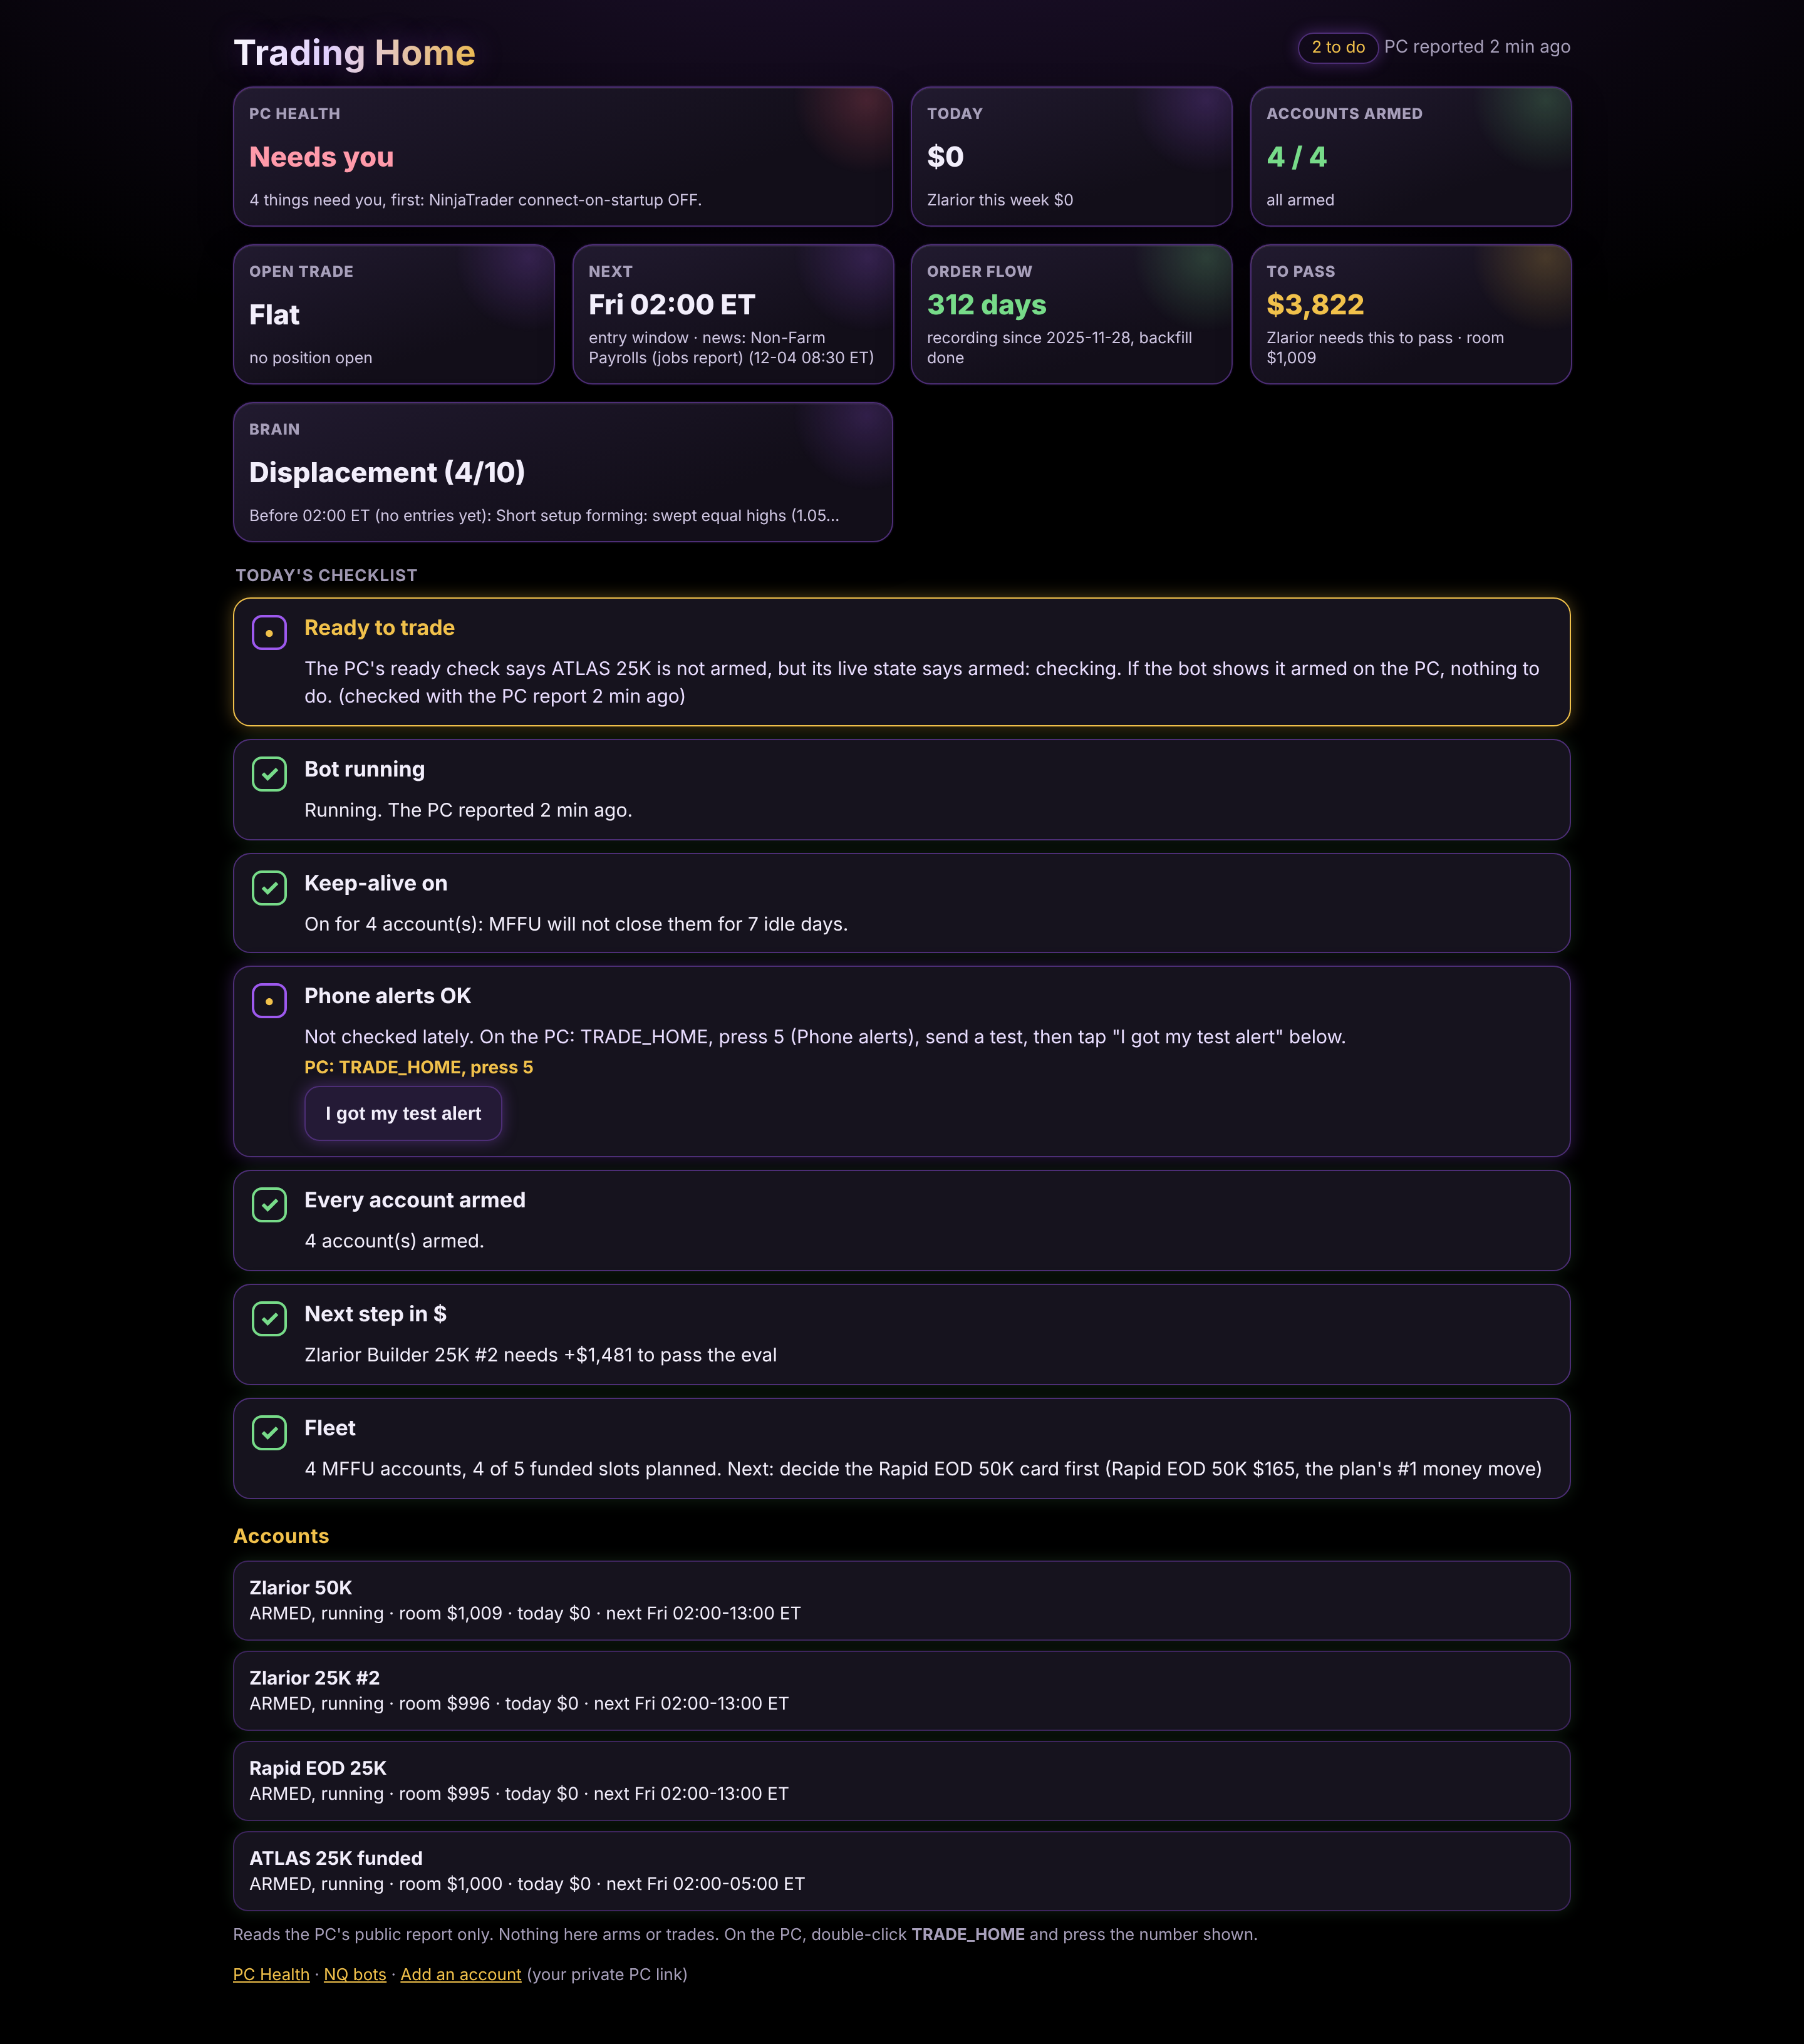 Trading Home
2 to do
PC reported 2 min ago
PC HEALTH
Needs you
4 things need you, first: NinjaTrader connect-on-startup OFF.
TODAY
$0
Zlarior this week $0
ACCOUNTS ARMED
4 / 4
all armed
OPEN TRADE
Flat
no position open
NEXT
Fri 02:00 ET
entry window · news: Non-Farm
Payrolls (jobs report) (12-04 08:30 ET)
ORDER FLOW
312 days
recording since 2025-11-28, backfill
done
TO PASS
$3,822
Zlarior needs this to pass · room
$1,009
BRAIN
Displacement (4/10)
Before 02:00 ET (no entries yet): Short setup forming: swept equal highs (1.05...
TODAY'S CHECKLIST
Ready to trade
The PC's ready check says ATLAS 25K is not armed, but its live state says armed: checking. If the bot shows it armed on the PC, nothing to
do. (checked with the PC report 2 min ago)
Bot running
Running. The PC reported 2 min ago.
Keep-alive on
On for 4 account(s): MFFU will not close them for 7 idle days.
Phone alerts OK
Not checked lately. On the PC: TRADE_HOME, press 5 (Phone alerts), send a test, then tap "I got my test alert" below.
PC: TRADE_HOME, press 5
I got my test alert
Every account armed
4 account(s) armed.
Next step in $
Zlarior Builder 25K #2 needs +$1,481 to pass the eval
Fleet
4 MFFU accounts, 4 of 5 funded slots planned. Next: decide the Rapid EOD 50K card first (Rapid EOD 50K $165, the plan's #1 money move)
Accounts
Zlarior 50K
ARMED, running · room $1,009 · today $0 · next Fri 02:00-13:00 ET
Zlarior 25K #2
ARMED, running · room $996 · today $0 · next Fri 02:00-13:00 ET
Rapid EOD 25K
ARMED, running · room $995 · today $0 · next Fri 02:00-13:00 ET
ATLAS 25K funded
ARMED, running · room $1,000 · today $0 · next Fri 02:00-05:00 ET
Reads the PC's public report only. Nothing here arms or trades. On the PC, double-click TRADE_HOME and press the number shown.
PC Health · NQ bots · Add an account (your private PC link)